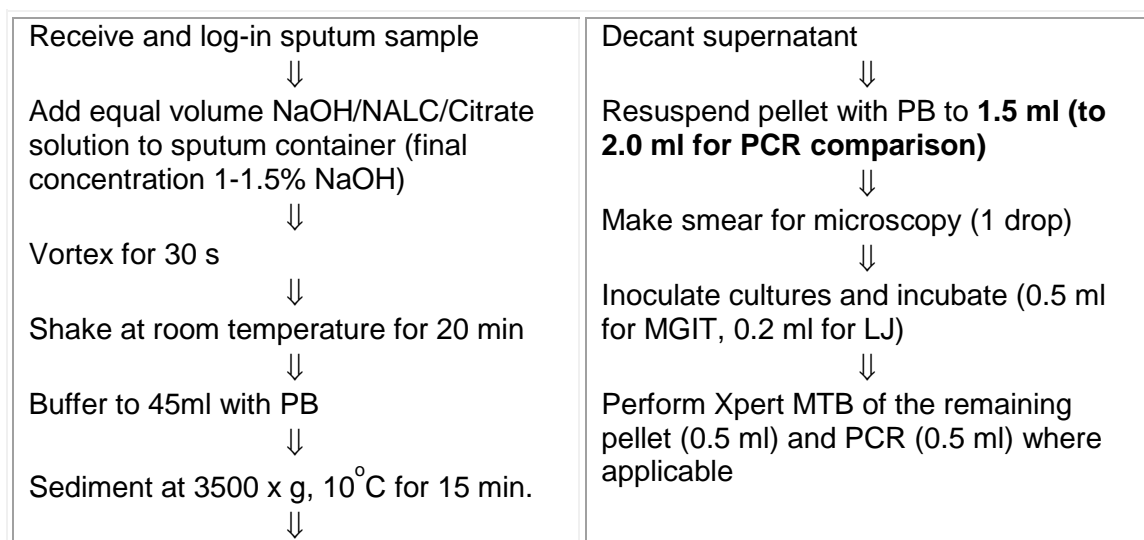 Receive and log-in sputum sample
⇓
Add equal volume NaOH/NALC/Citrate
solution to sputum container (final
concentration 1-1.5% NaOH)
⇓
Vortex for 30 s
⇓
Shake at room temperature for 20 min
⇓
Buffer to 45ml with PB
⇓
Sediment at 3500 x g, 10°C for 15 min.
⇓
Decant supernatant
⇓
Resuspend pellet with PB to 1.5 ml (to
2.0 ml for PCR comparison)
⇓
Make smear for microscopy (1 drop)
⇓
Inoculate cultures and incubate (0.5 ml
for MGIT, 0.2 ml for LJ)
⇓
Perform Xpert MTB of the remaining
pellet (0.5 ml) and PCR (0.5 ml) where
applicable